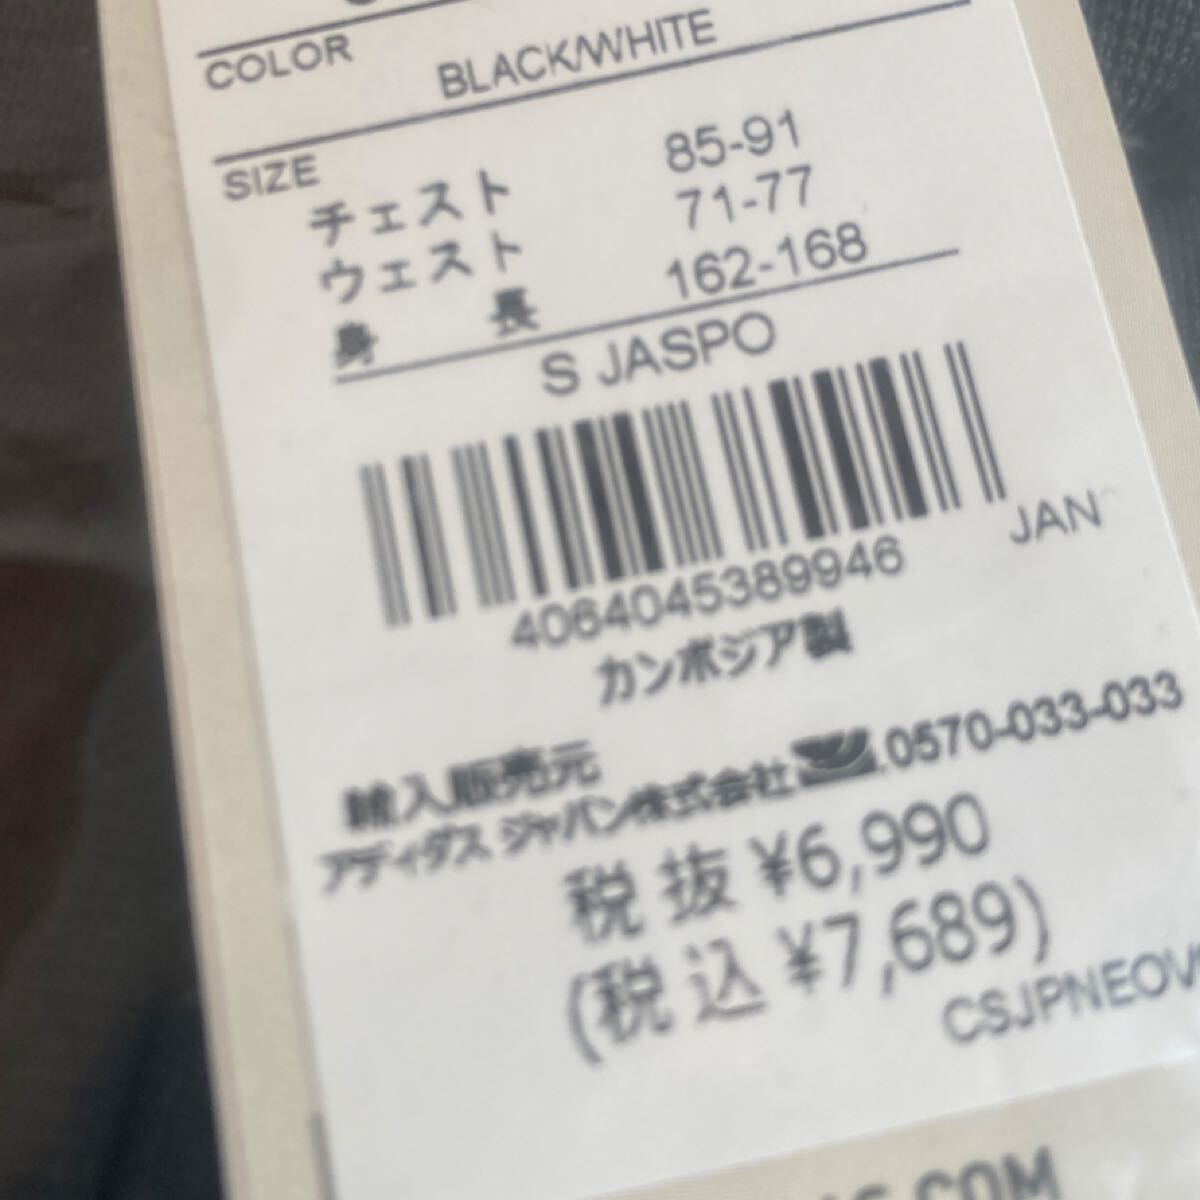 COLOR BLACK/WHITE
SIZE
チェスト 85-91
ウェスト 71-77
身 長 162-168
S JASPO
4064045389946 JAN
カンボジア製
輸入販売元
アディダス ジャパン株式会社 0570-033-033
税 抜 ¥6,990
(税 込 ¥7,689)
CSJPNEOV
.COM